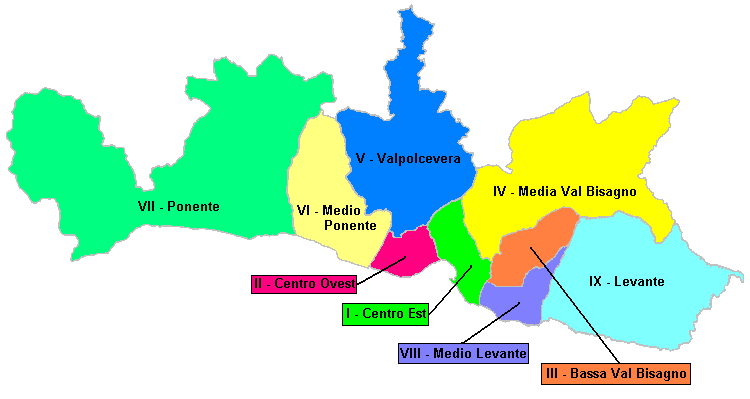 V - Valpolcevera
IV - Media Val Bisagno
VII - Ponente
VI - Medio
Ponente
II - Centro Ovest
IX - Levante
I - Centro Est
VIII - Medio Levante
III - Bassa Val Bisagno